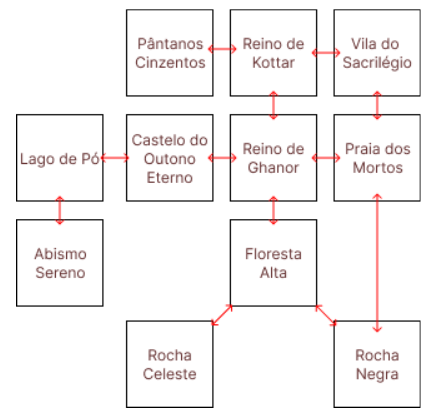 Pântanos
Cinzentos
Reino de
Kottar
Vila do
Sacrilégio
Lago de Pó
Castelo do
Outono
Eterno
Reino de
Ghanor
Praia dos
Mortos
Abismo
Sereno
Floresta
Alta
Rocha
Celeste
Rocha
Negra